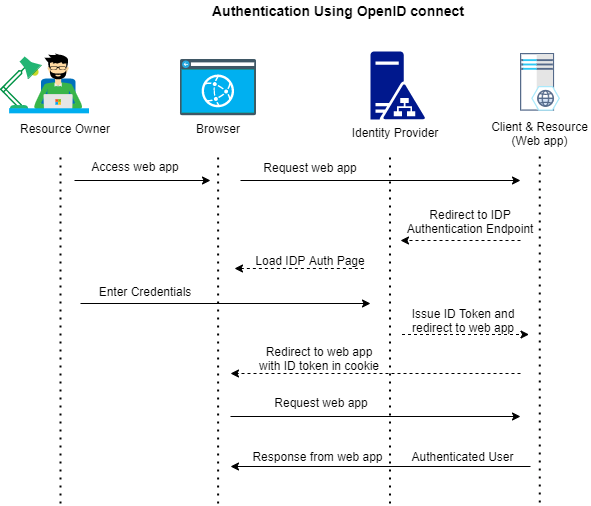 Authentication Using OpenID connect
Resource Owner
Browser
Identity Provider
Client & Resource
(Web app)
Access web app
Request web app
Redirect to IDP
Authentication Endpoint
Load IDP Auth Page
Enter Credentials
Issue ID Token and
redirect to web app
Redirect to web app
with ID token in cookie
Request web app
Response from web app
Authenticated User